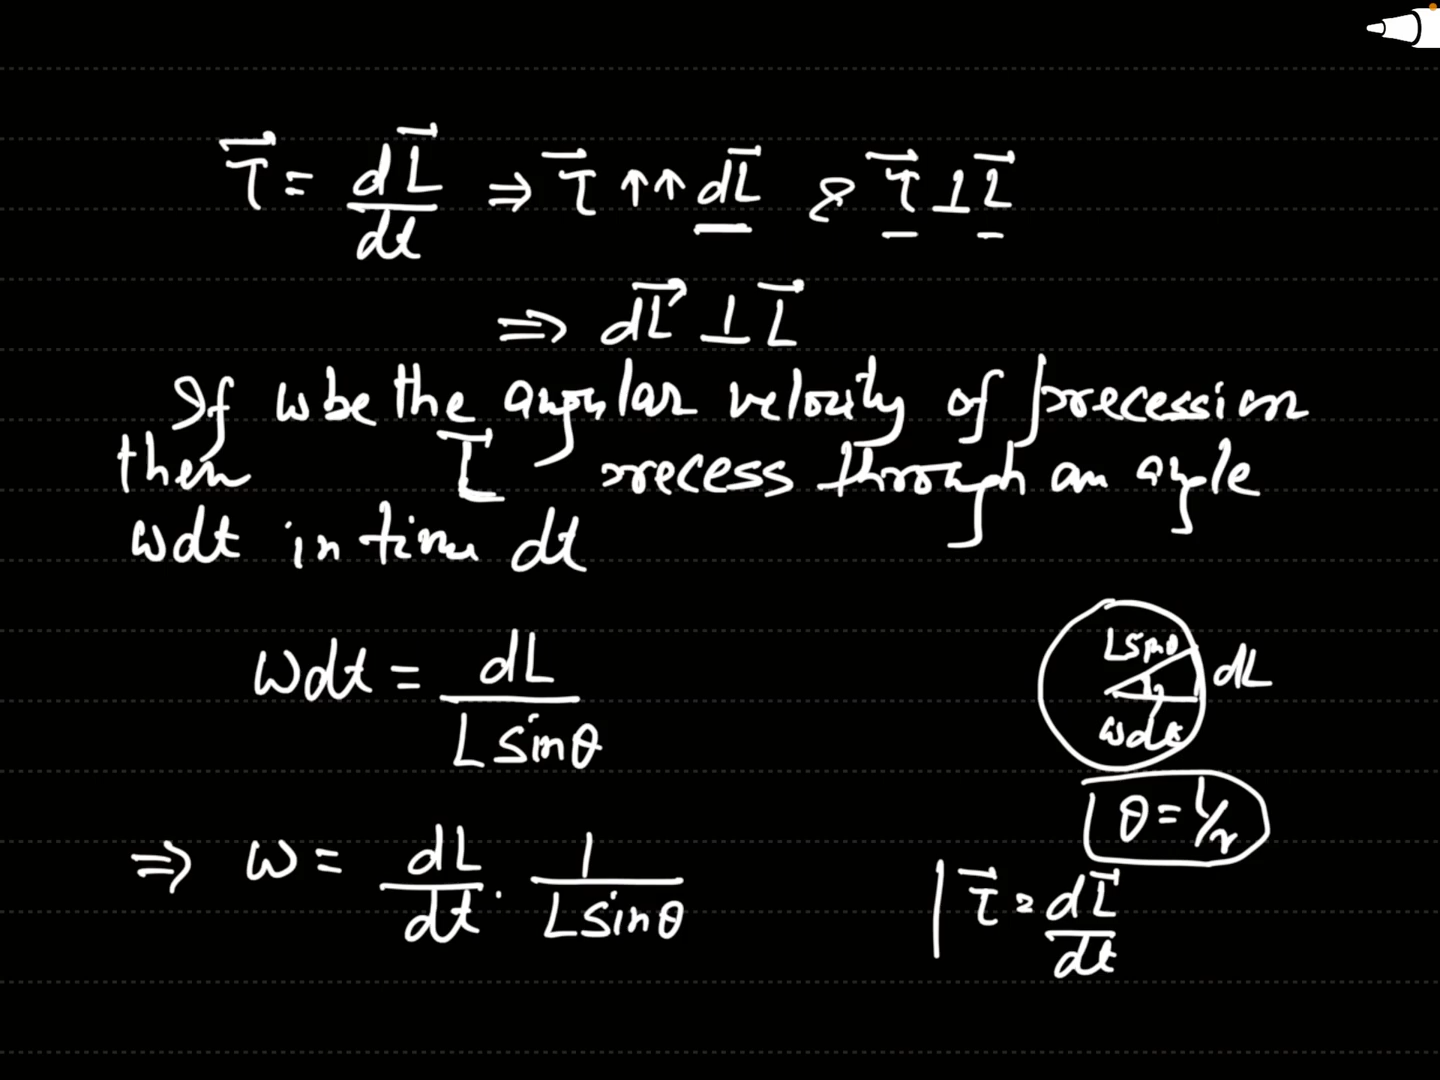 τ⃗ = dL⃗/dt ⇒ τ⃗ ↑↑ dL⃗ & τ⃗ ⊥ L⃗
⇒ dL⃗ ⊥ L⃗
If ω be the angular velocity of precession
then L⃗ precess through an angle
ωdt in time dt
ωdt = dL/(L sinθ)
L sinθ
dL
ωdt
θ = l/r
⇒ ω = dL/dt · 1/(L sinθ)
τ⃗ = dL⃗/dt